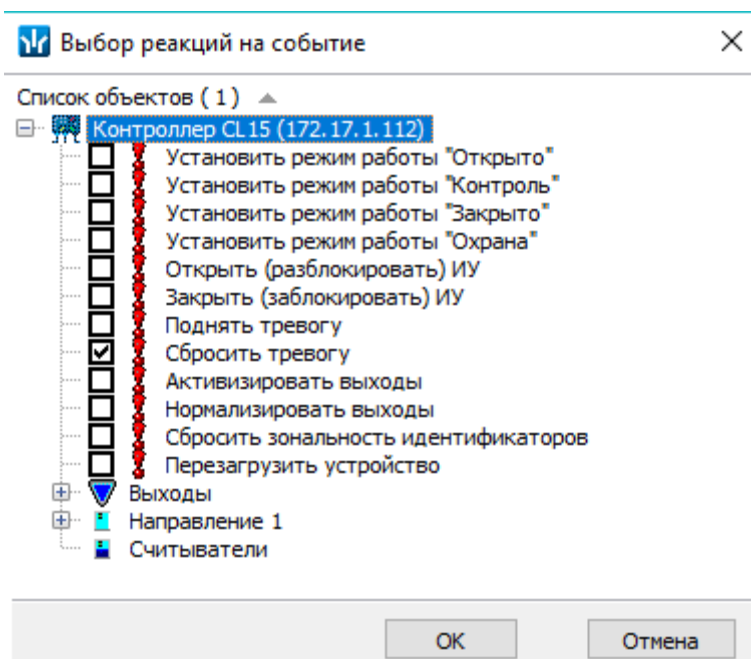 Выбор реакций на событие
Список объектов ( 1 )
Контроллер CL15 (172.17.1.112)
Установить режим работы "Открыто"
Установить режим работы "Контроль"
Установить режим работы "Закрыто"
Установить режим работы "Охрана"
Открыть (разблокировать) ИУ
Закрыть (заблокировать) ИУ
Поднять тревогу
Сбросить тревогу
Активизировать выходы
Нормализировать выходы
Сбросить зональность идентификаторов
Перезагрузить устройство
Выходы
Направление 1
Считыватели
ОК Отмена